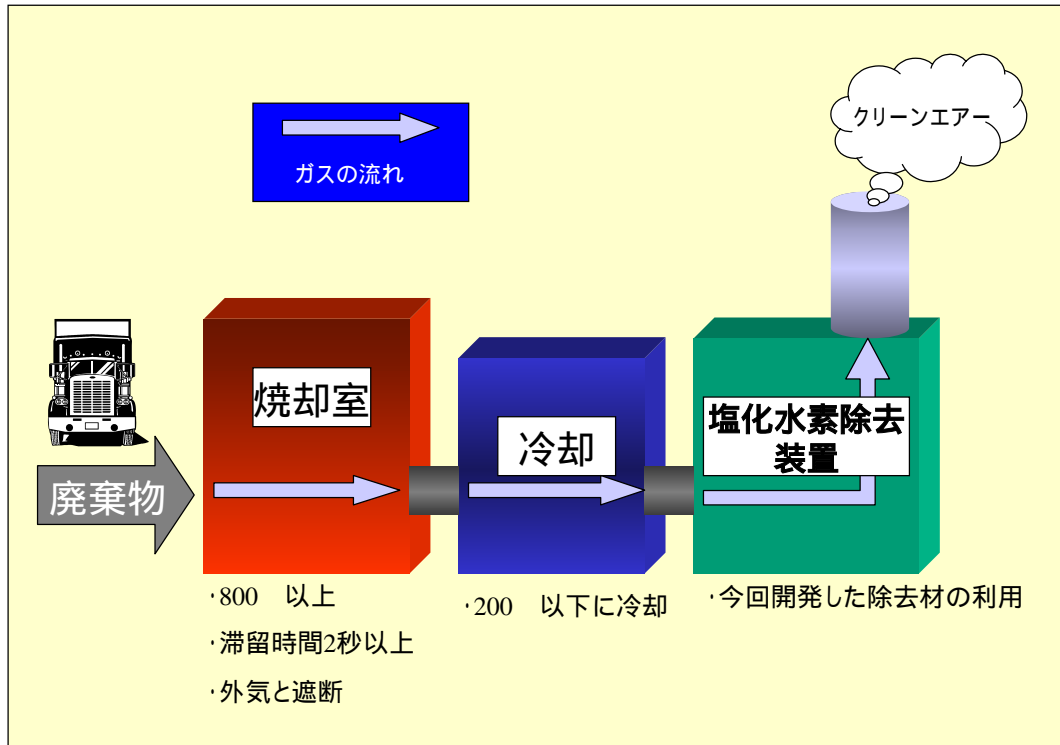 クリーンエアー
ガスの流れ
焼却室
冷却
塩化水素除去
装置
廃棄物
·800　以上
·滞留時間2秒以上
·外気と遮断
·200　以下に冷却
·今回開発した除去材の利用